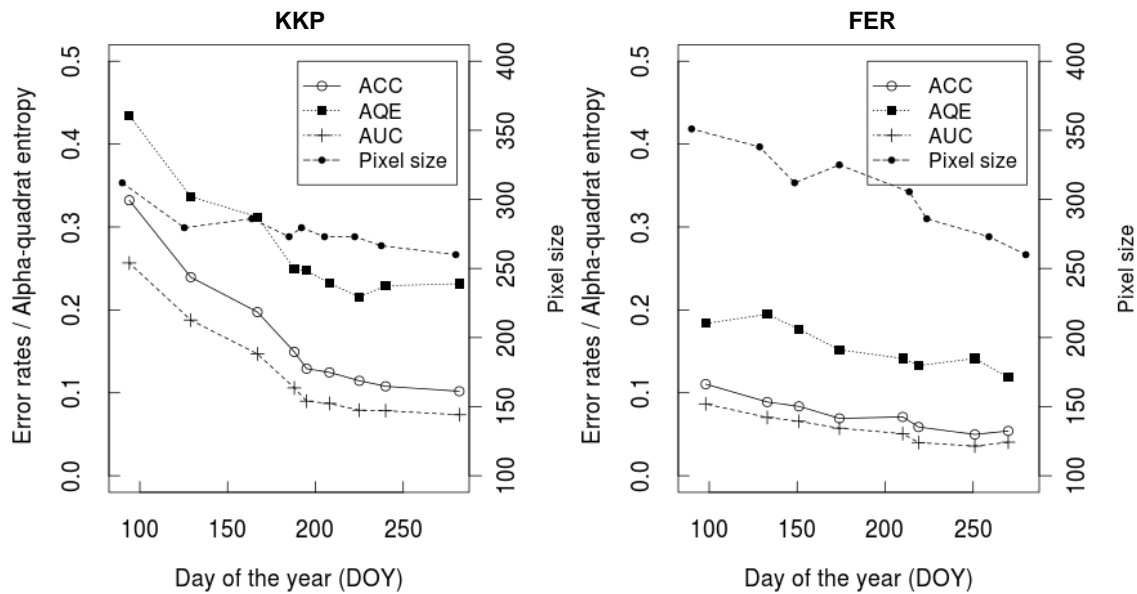 KKP
Error rates / Alpha-quadrat entropy
0.5
0.4
0.3
0.2
0.1
0.0
ACC
AQE
AUC
Pixel size
400
350
300
250
200
150
100
Pixel size
100
150
200
250
Day of the year (DOY)
FER
Error rates / Alpha-quadrat entropy
0.5
0.4
0.3
0.2
0.1
0.0
ACC
AQE
AUC
Pixel size
400
350
300
250
200
150
100
Pixel size
100
150
200
250
Day of the year (DOY)